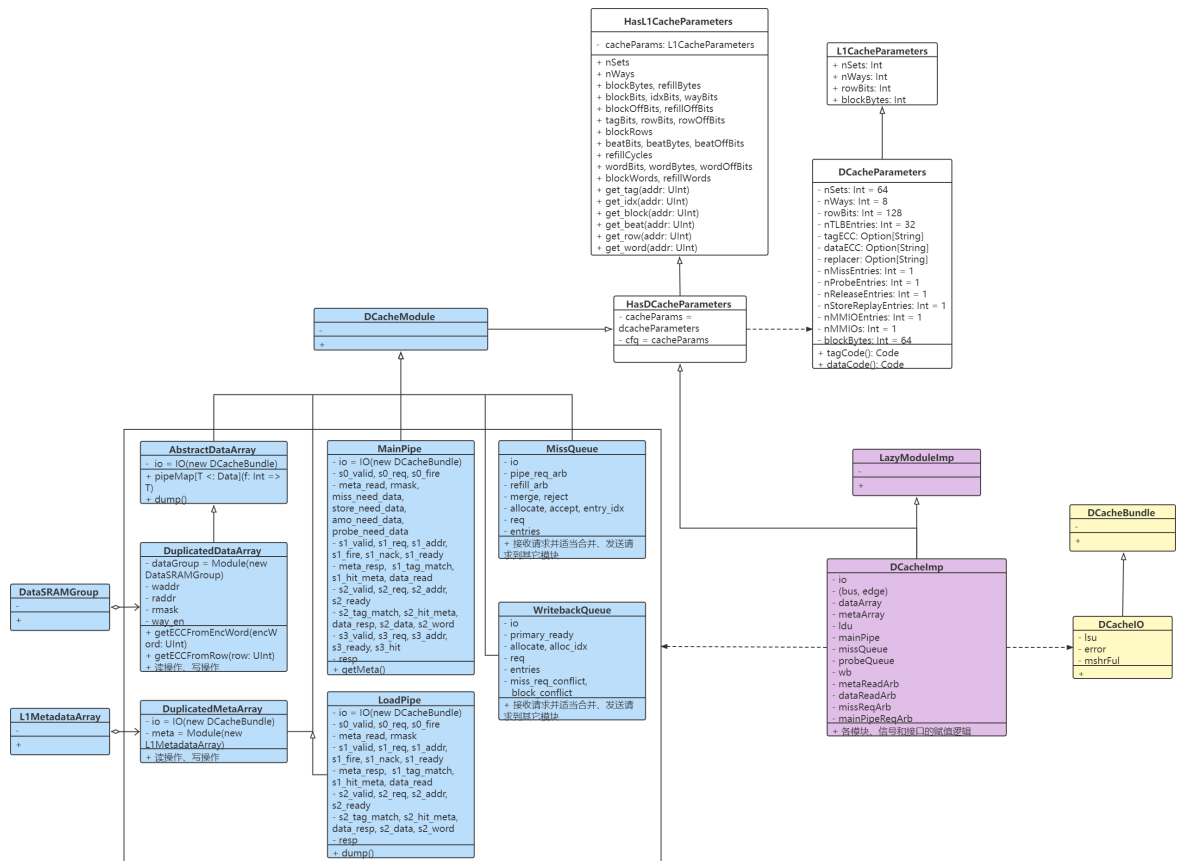 HasL1CacheParameters
- cacheParams: L1CacheParameters
+ nSets
+ nWays
+ blockBytes, refillBytes
+ blockBits, idxBits, wayBits
+ blockOffBits, refillOffBits
+ tagBits, rowBits, rowOffBits
+ blockRows
+ beatBits, beatBytes, beatOffBits
+ refillCycles
+ wordBits, wordBytes, wordOffBits
+ blockWords, refillWords
+ get_tag(addr: UInt)
+ get_idx(addr: UInt)
+ get_block(addr: UInt)
+ get_beat(addr: UInt)
+ get_row(addr: UInt)
+ get_word(addr: UInt)
L1CacheParameters
+ nSets: Int
+ nWays: Int
+ rowBits: Int
+ blockBytes: Int
DCacheParameters
- nSets: Int = 64
- nWays: Int = 8
- rowBits: Int = 128
- nTLBEntries: Int = 32
- tagECC: Option[String]
- dataECC: Option[String]
- replacer: Option[String]
- nMissEntries: Int = 1
- nProbeEntries: Int = 1
- nReleaseEntries: Int = 1
- nStoreReplayEntries: Int = 1
- nMMIOEntries: Int = 1
- nMMIOs: Int = 1
- blockBytes: Int = 64
+ tagCode(): Code
+ dataCode(): Code
HasDCacheParameters
- cacheParams =
dcacheParameters
- cfg = cacheParams
DCacheModule
-
+
AbstractDataArray
- io = IO(new DCacheBundle)
+ pipeMap[T <: Data](f: Int =>
T)
+ dump()
DuplicatedDataArray
- dataGroup = Module(new
DataSRAMGroup)
- waddr
- raddr
- rmask
- way_en
+ getECCFromEncWord(encW
ord: UInt)
+ getECCFromRow(row: UInt)
+ 读操作、写操作
DataSRAMGroup
-
+
L1MetadataArray
-
+
DuplicatedMetaArray
- io = IO(new DCacheBundle)
- meta = Module(new
L1MetadataArray)
+ 读操作、写操作
MainPipe
- io = IO(new DCacheBundle)
- s0_valid, s0_req, s0_fire
- meta_read, rmask,
miss_need_data,
store_need_data,
amo_need_data,
probe_need_data
- s1_valid, s1_req, s1_addr,
s1_fire, s1_nack, s1_ready
- meta_resp, s1_tag_match,
s1_hit_meta, data_read
- s2_valid, s2_req, s2_addr,
s2_ready
- s2_tag_match, s2_hit_meta,
data_resp, s2_data, s2_word
- s3_valid, s3_req, s3_addr,
s3_ready, s3_hit
- resp
+ getMeta()
LoadPipe
- io = IO(new DCacheBundle)
- s0_valid, s0_req, s0_fire
- meta_read, rmask
- s1_valid, s1_req, s1_addr,
s1_fire, s1_nack, s1_ready
- meta_resp, s1_tag_match,
s1_hit_meta, data_read
- s2_valid, s2_req, s2_addr,
s2_ready
- s2_tag_match, s2_hit_meta,
data_resp, s2_data, s2_word
- resp
+ dump()
MissQueue
- io
- pipe_req_arb
- refill_arb
- merge, reject
- allocate, accept, entry_idx
- req
- entries
+ 接收请求并适当合并、发送请
求到其它模块
WritebackQueue
- io
- primary_ready
- allocate, alloc_idx
- req
- entries
- miss_req_conflict,
block_conflict
+ 接收请求并适当合并、发送请
求到其它模块
LazyModuleImp
-
+
DCacheImp
- io
- (bus, edge)
- dataArray
- metaArray
- ldu
- mainPipe
- missQueue
- probeQueue
- wb
- metaReadArb
- dataReadArb
- missReqArb
- mainPipeReqArb
+ 各模块、信号和接口的赋值逻辑
DCacheBundle
-
+
DCacheIO
- lsu
- error
- mshrFul
+